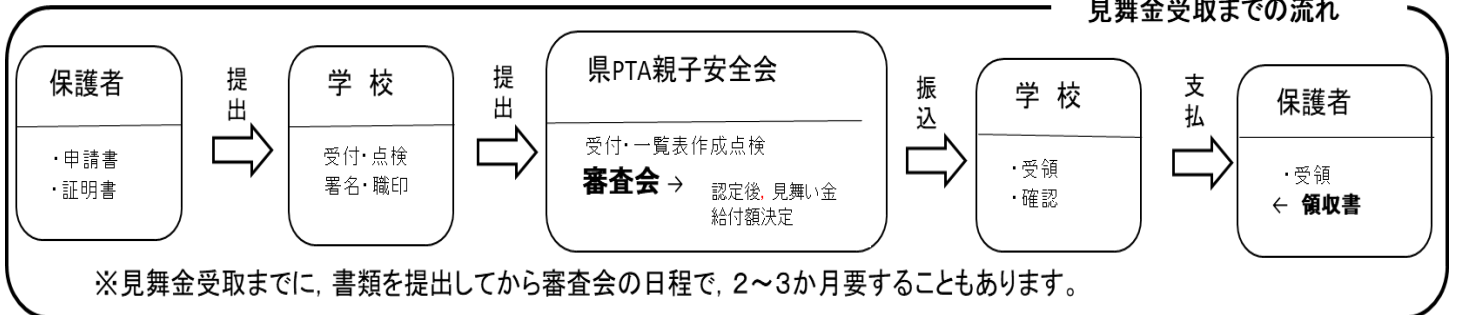 見舞金受取までの流れ
保護者
・申請書
・証明書
提出
学 校
受付・点検
署名・職印
提出
県PTA親子安全会
受付・一覧表作成点検
審査会 → 認定後, 見舞い金
給付額決定
振込
学 校
・受領
・確認
支払
保護者
・受領
← 領収書
※見舞金受取までに, 書類を提出してから審査会の日程で, 2～3か月要することもあります。